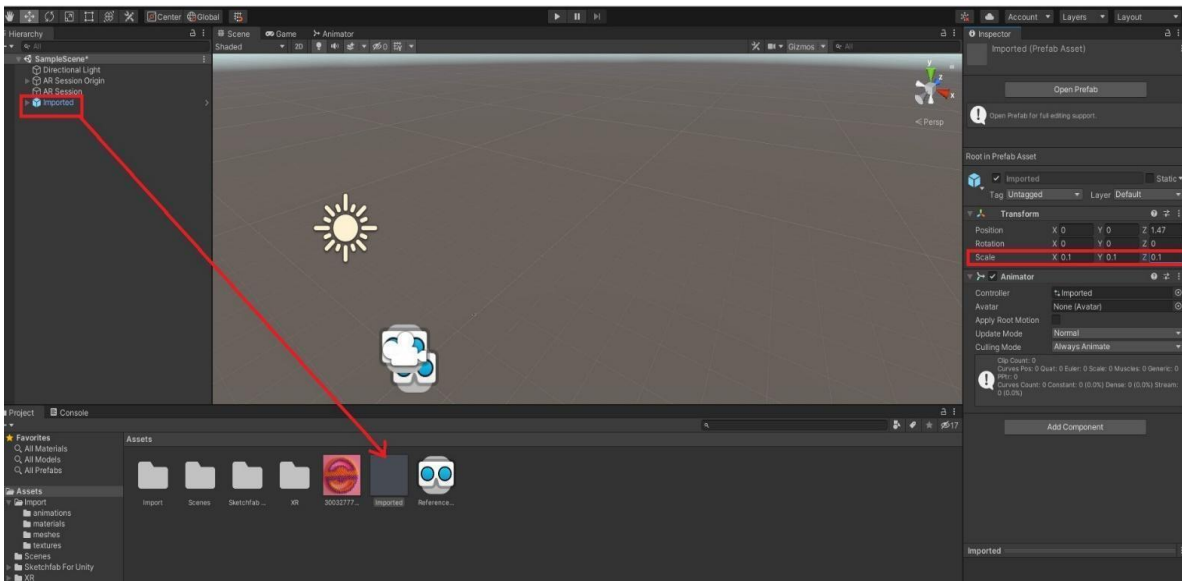 Center Global
Account Layers Layout
Hierarchy
All
SampleScene*
Directional Light
AR Session Origin
AR Session
Imported
Scene Game Animator
Shaded 2D 0 Gizmos All
y
z
x
< Persp
Inspector
Imported (Prefab Asset)
Open Prefab
Open Prefab for full editing support.
Root in Prefab Asset
Imported Static
Tag Untagged Layer Default
Transform
Position X 0 Y 0 Z 1.47
Rotation X 0 Y 0 Z 0
Scale X 0.1 Y 0.1 Z 0.1
Animator
Controller Imported
Avatar None (Avatar)
Apply Root Motion
Update Mode Normal
Culling Mode Always Animate
Clip Count: 0
Curves Pos: 0 Quat: 0 Euler: 0 Scale: 0 Muscles: 0 Generic: 0
PPtr: 0
Curves Count: 0 Constant: 0 (0.0%) Dense: 0 (0.0%) Stream:
0 (0.0%)
Add Component
Imported
Project Console
17
Favorites
All Materials
All Models
All Prefabs
Assets
Import
animations
materials
meshes
textures
Scenes
Sketchfab For Unity
XR
Assets
Import Scenes Sketchfab ... XR 30032777... Imported Reference...